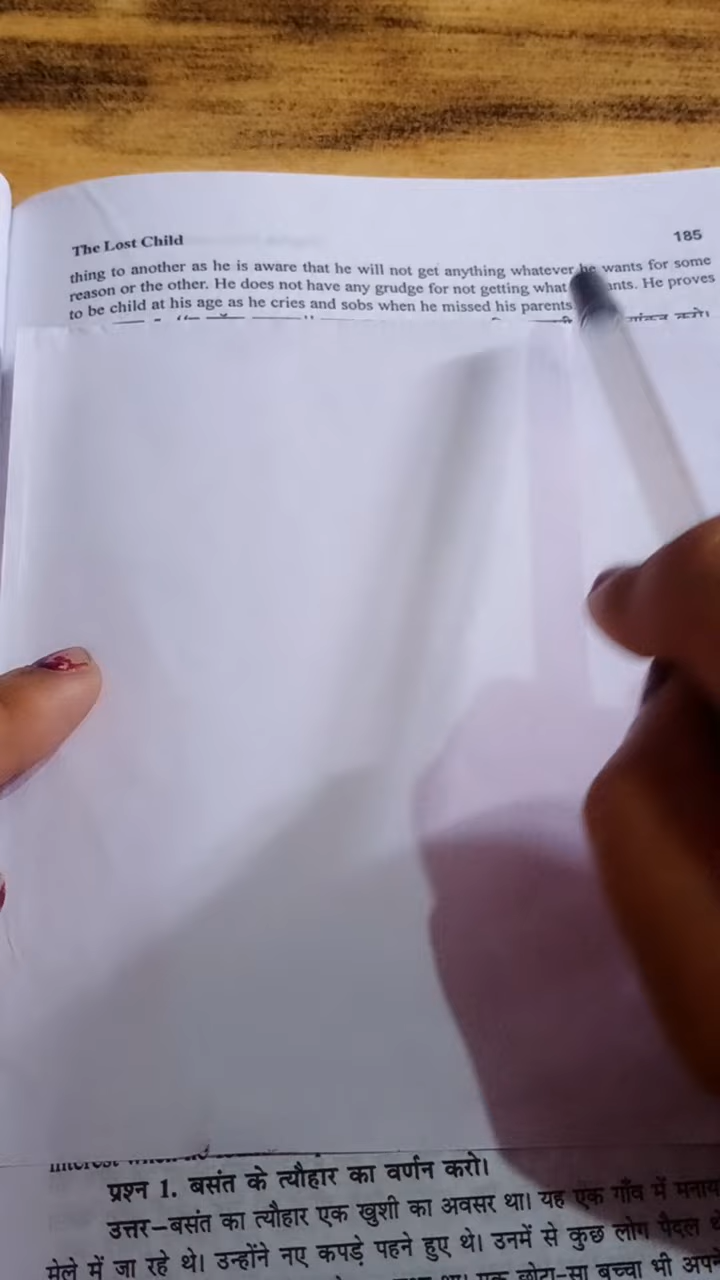 The Lost Child
185
thing to another as he is aware that he will not get anything whatever he wants for some
reason or the other. He does not have any grudge for not getting what wants. He proves
to be child at his age as he cries and sobs when he missed his parents
प्रश्न 1. बसंत के त्यौहार का वर्णन करो।
उत्तर–बसंत का त्यौहार एक खुशी का अवसर था। यह एक गाँव में
मेले में जा रहे थे। उन्होंने नए कपड़े पहने हुए थे। उनमें से कुछ लोग पैदल
छोटा-सा बच्चा भी